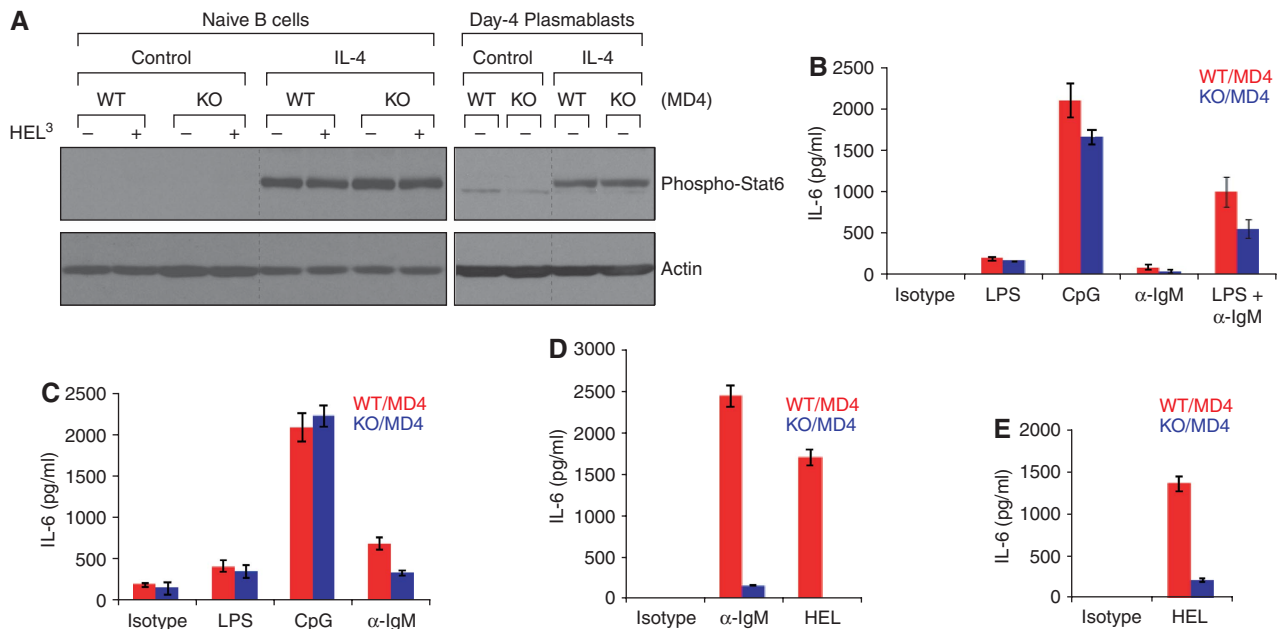 A
Naive B cells
Day-4 Plasmablasts
Control IL-4 Control IL-4
WT KO WT KO WT KO WT KO (MD4)
HEL³ − + − + − + − + − − − −
Phospho-Stat6
Actin
B
WT/MD4
KO/MD4
IL-6 (pg/ml)
2500
2000
1500
1000
500
0
Isotype LPS CpG α-IgM LPS +
α-IgM
C
WT/MD4
KO/MD4
IL-6 (pg/ml)
2500
2000
1500
1000
500
0
Isotype LPS CpG α-IgM
D
WT/MD4
KO/MD4
IL-6 (pg/ml)
3000
2500
2000
1500
1000
500
0
Isotype α-IgM HEL
E
WT/MD4
KO/MD4
IL-6 (pg/ml)
2000
1500
1000
500
0
Isotype HEL